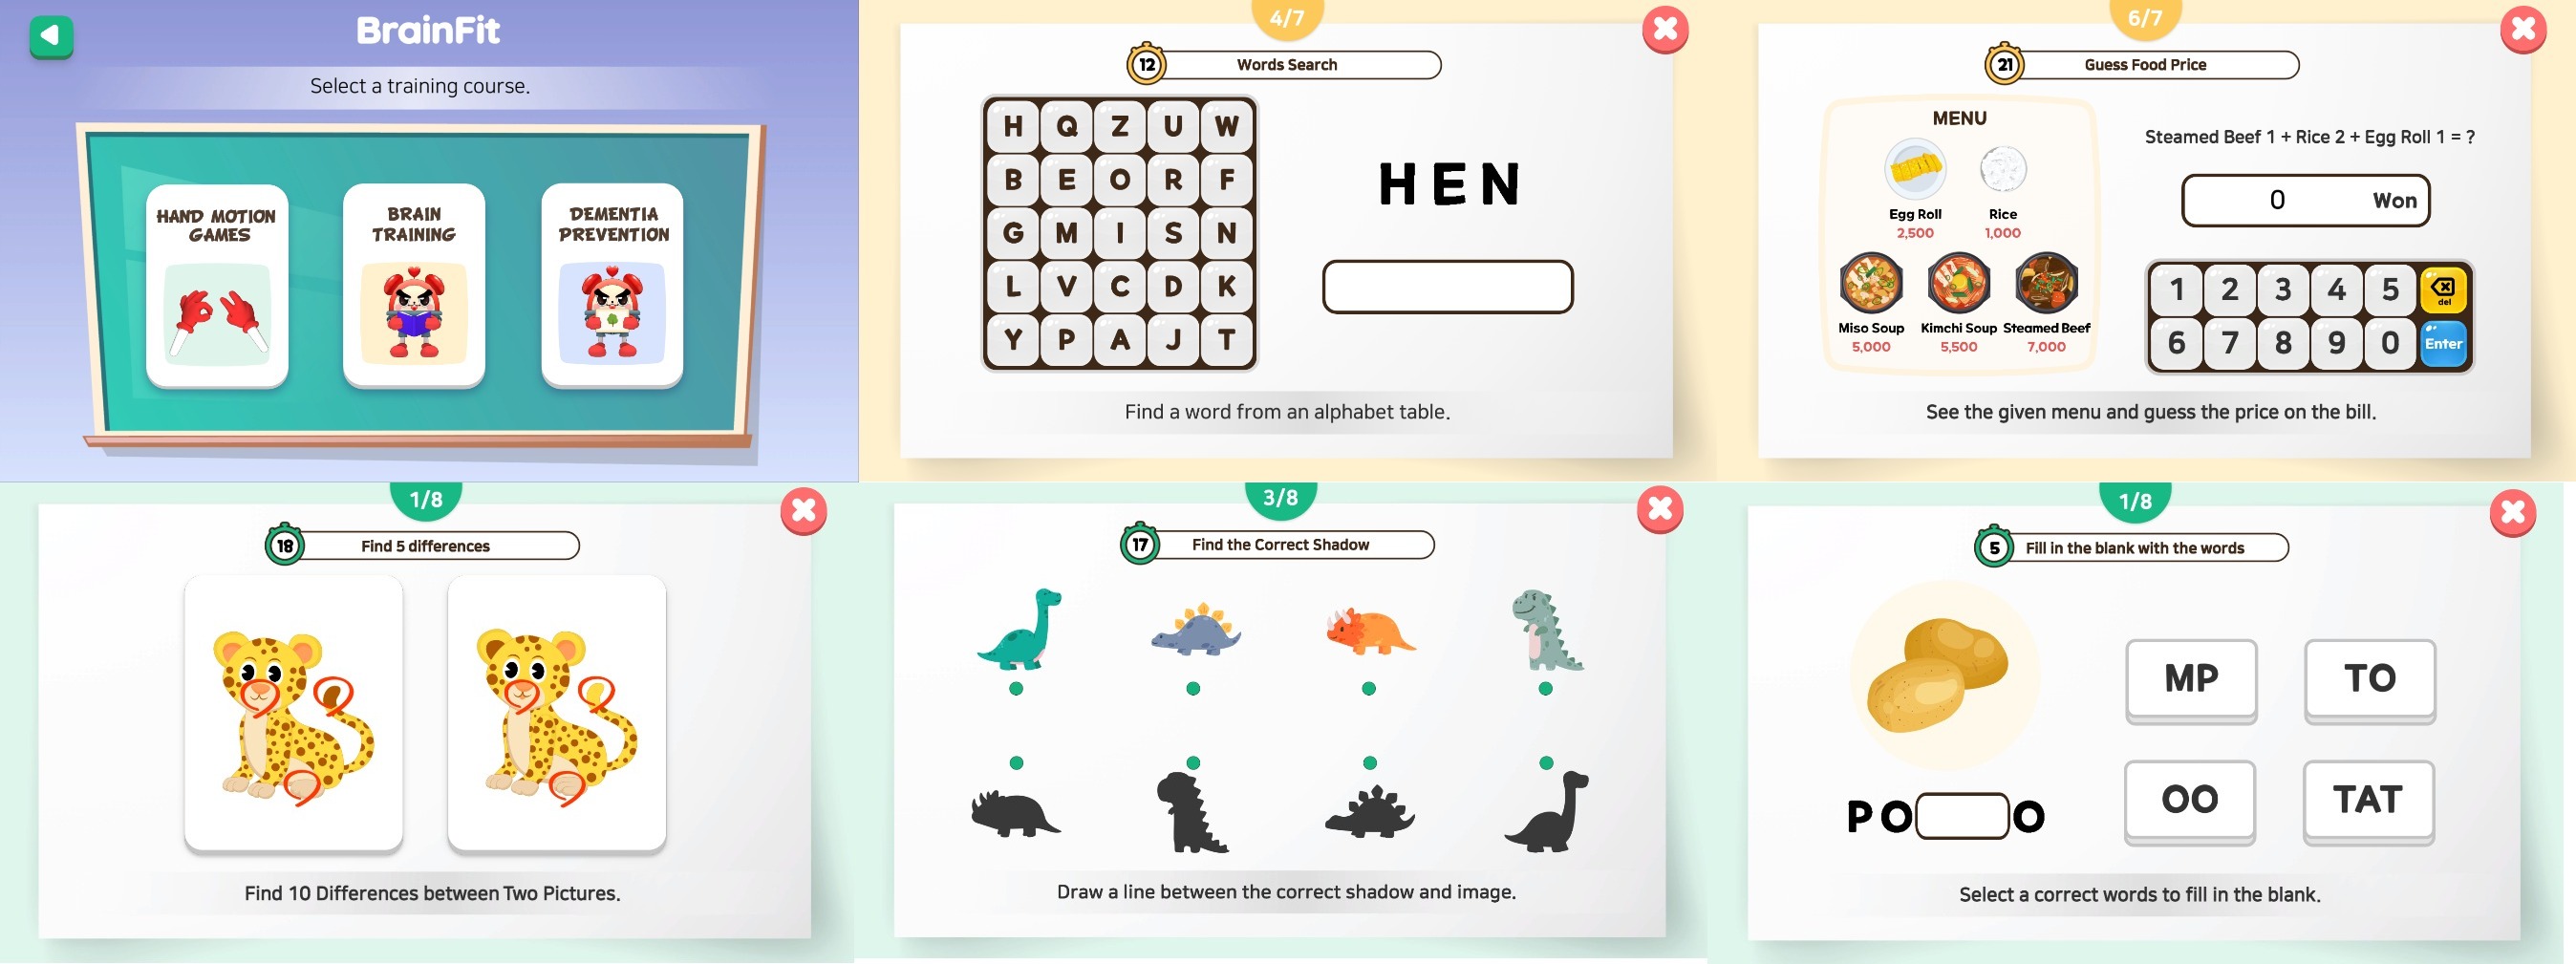 BrainFit
Select a training course.
HAND MOTION
GAMES
BRAIN
TRAINING
DEMENTIA
PREVENTION
4/7
12 Words Search
H Q Z U W
B E O R F
G M I S N
L V C D K
Y P A J T
HEN
Find a word from an alphabet table.
6/7
21 Guess Food Price
MENU
Egg Roll
2,500
Rice
1,000
Miso Soup
5,000
Kimchi Soup
5,500
Steamed Beef
7,000
Steamed Beef 1 + Rice 2 + Egg Roll 1 = ?
0 Won
1 2 3 4 5 del
6 7 8 9 0 Enter
See the given menu and guess the price on the bill.
1/8
18 Find 5 differences
Find 10 Differences between Two Pictures.
3/8
17 Find the Correct Shadow
Draw a line between the correct shadow and image.
1/8
5 Fill in the blank with the words
MP TO
OO TAT
PO O
Select a correct words to fill in the blank.